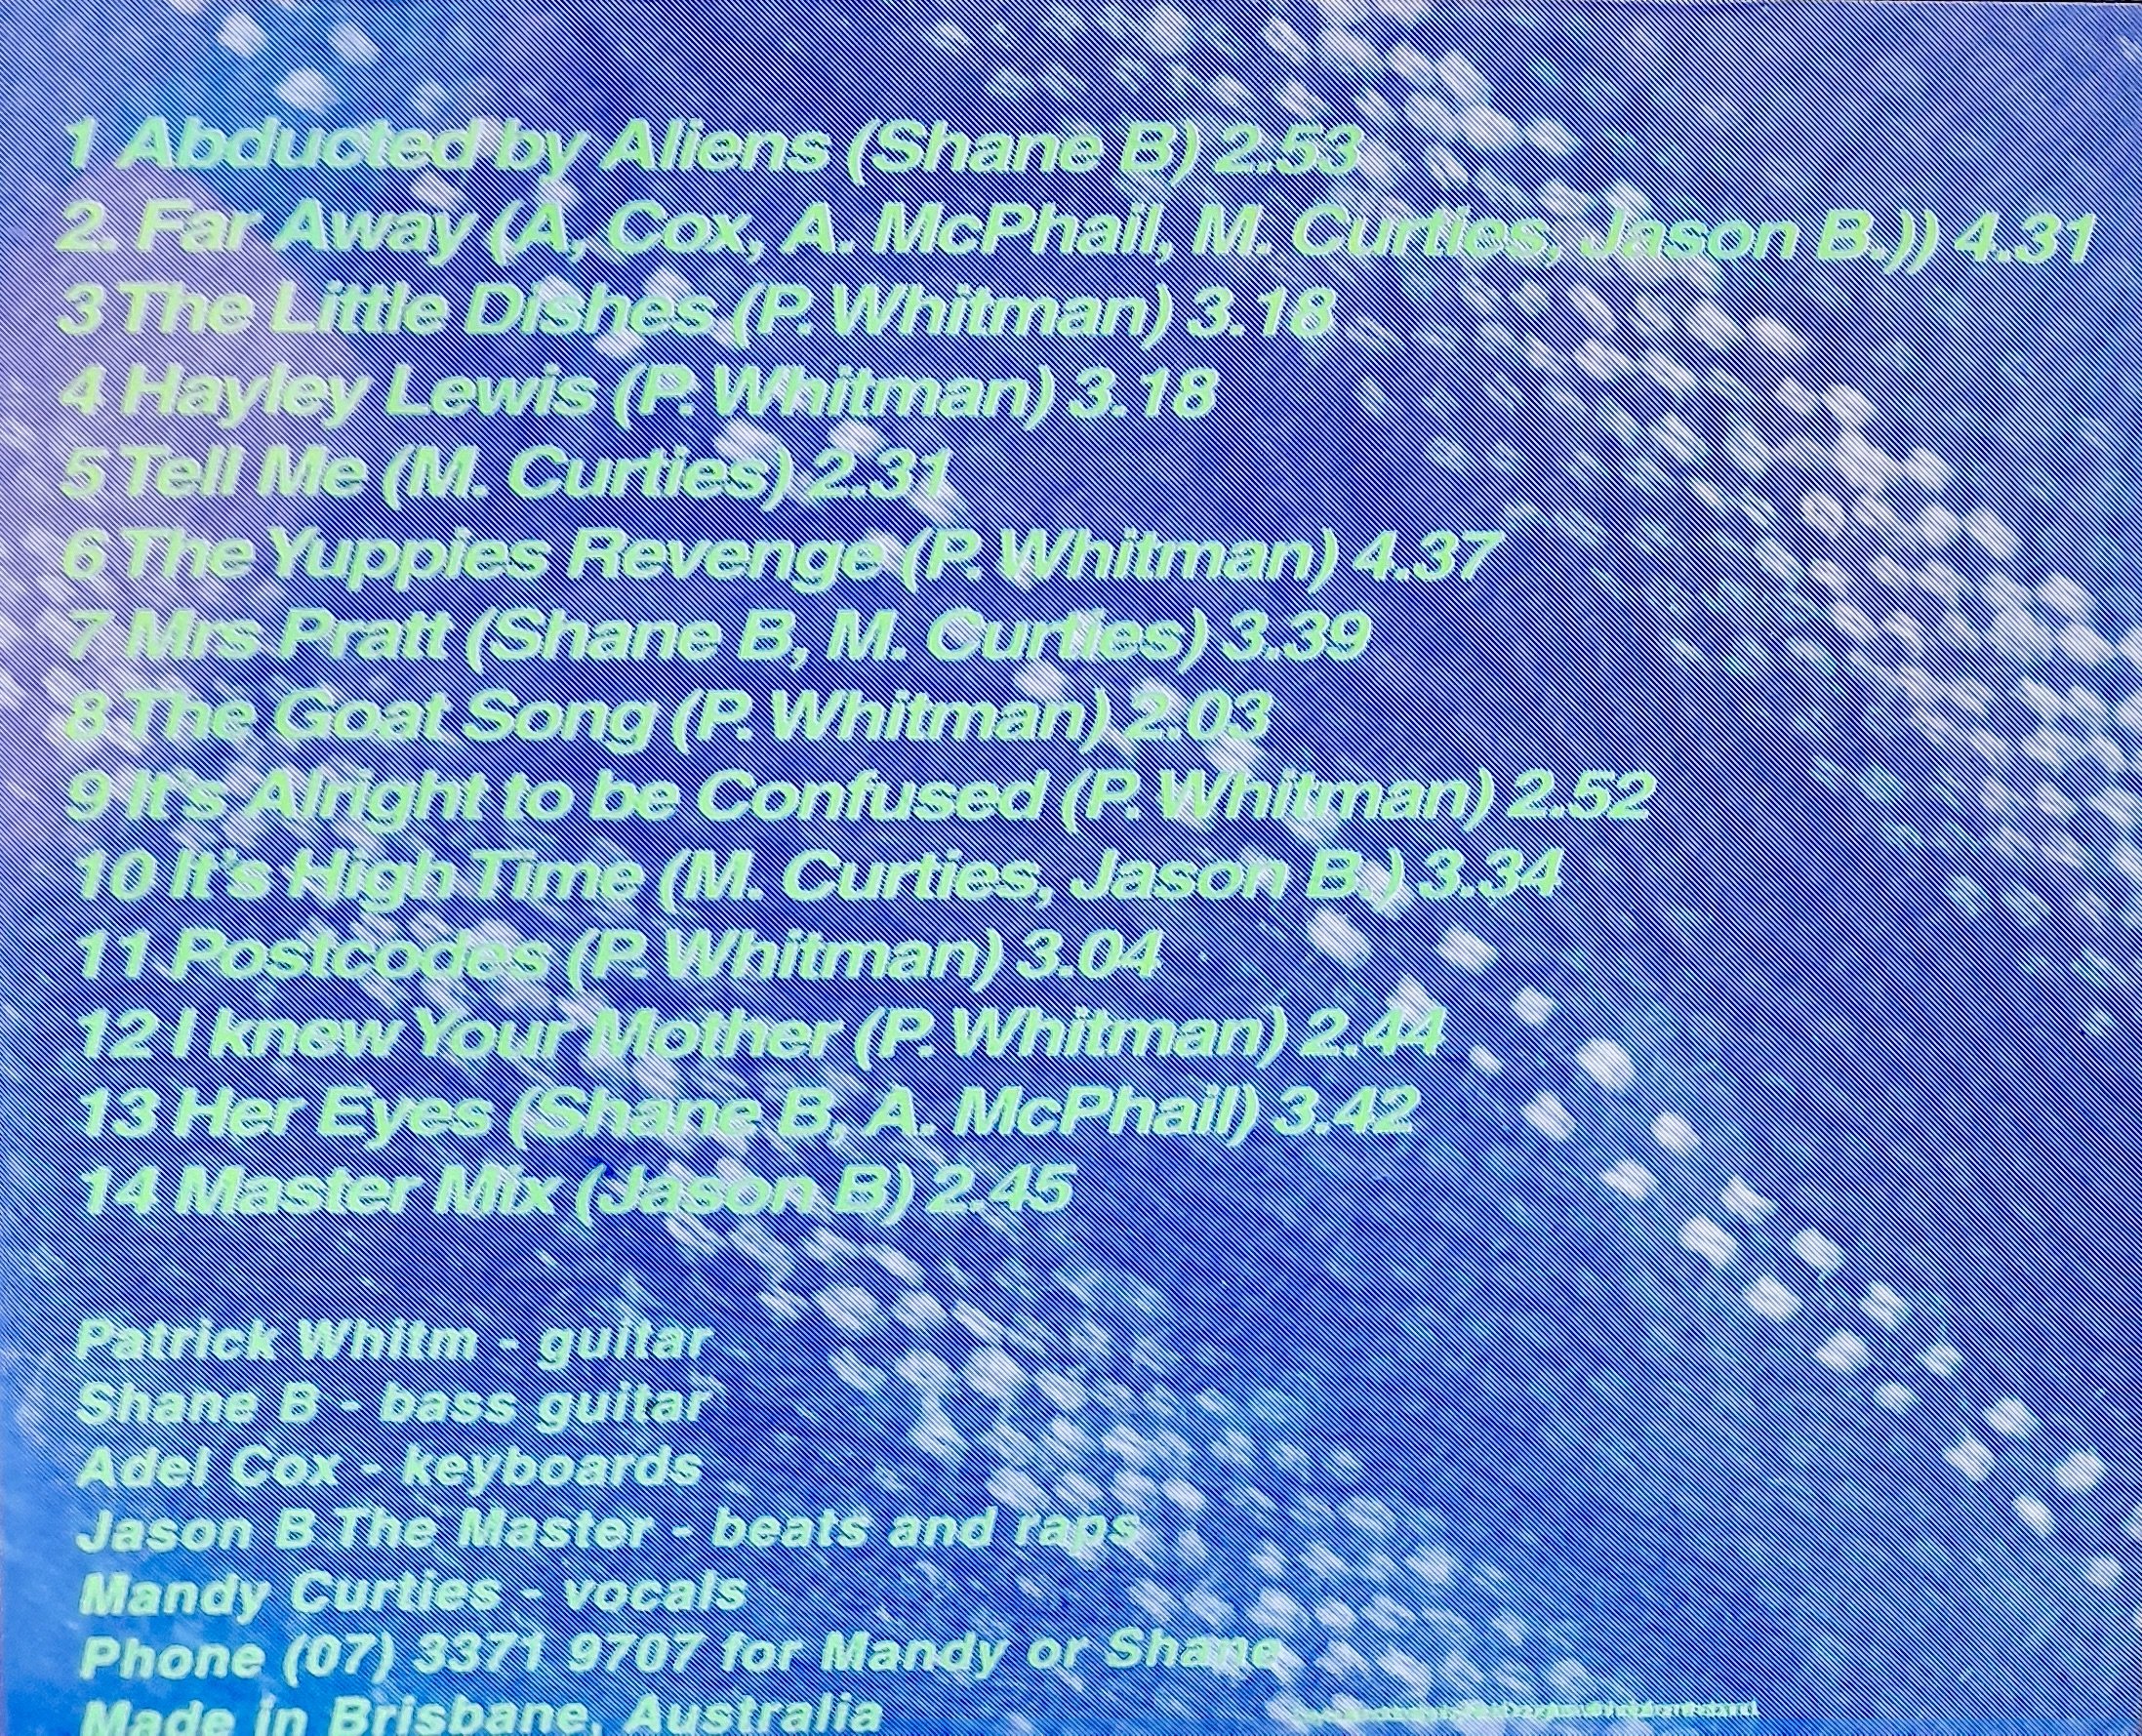 1 Abducted by Aliens (Shane B) 2.53
2. Far Away (A, Cox, A. McPhail, M. Curties, Jason B.)) 4.31
3 The Little Dishes (P. Whitman) 3.18
4 Hayley Lewis (P. Whitman) 3.18
5 Tell Me (M. Curties) 2.31
6 The Yuppies Revenge (P. Whitman) 4.37
7 Mrs Pratt (Shane B, M. Curties) 3.39
8 The Goat Song (P. Whitman) 2.03
9 It's Alright to be Confused (P. Whitman) 2.52
10 It's High Time (M. Curties, Jason B.) 3.34
11 Postcodes (P. Whitman) 3.04
12 I knew Your Mother (P. Whitman) 2.44
13 Her Eyes (Shane B, A. McPhail) 3.42
14 Master Mix (Jason B) 2.45
Patrick Whitm - guitar
Shane B - bass guitar
Adel Cox - keyboards
Jason B The Master - beats and raps
Mandy Curties - vocals
Phone (07) 3371 9707 for Mandy or Shane
Made in Brisbane, Australia